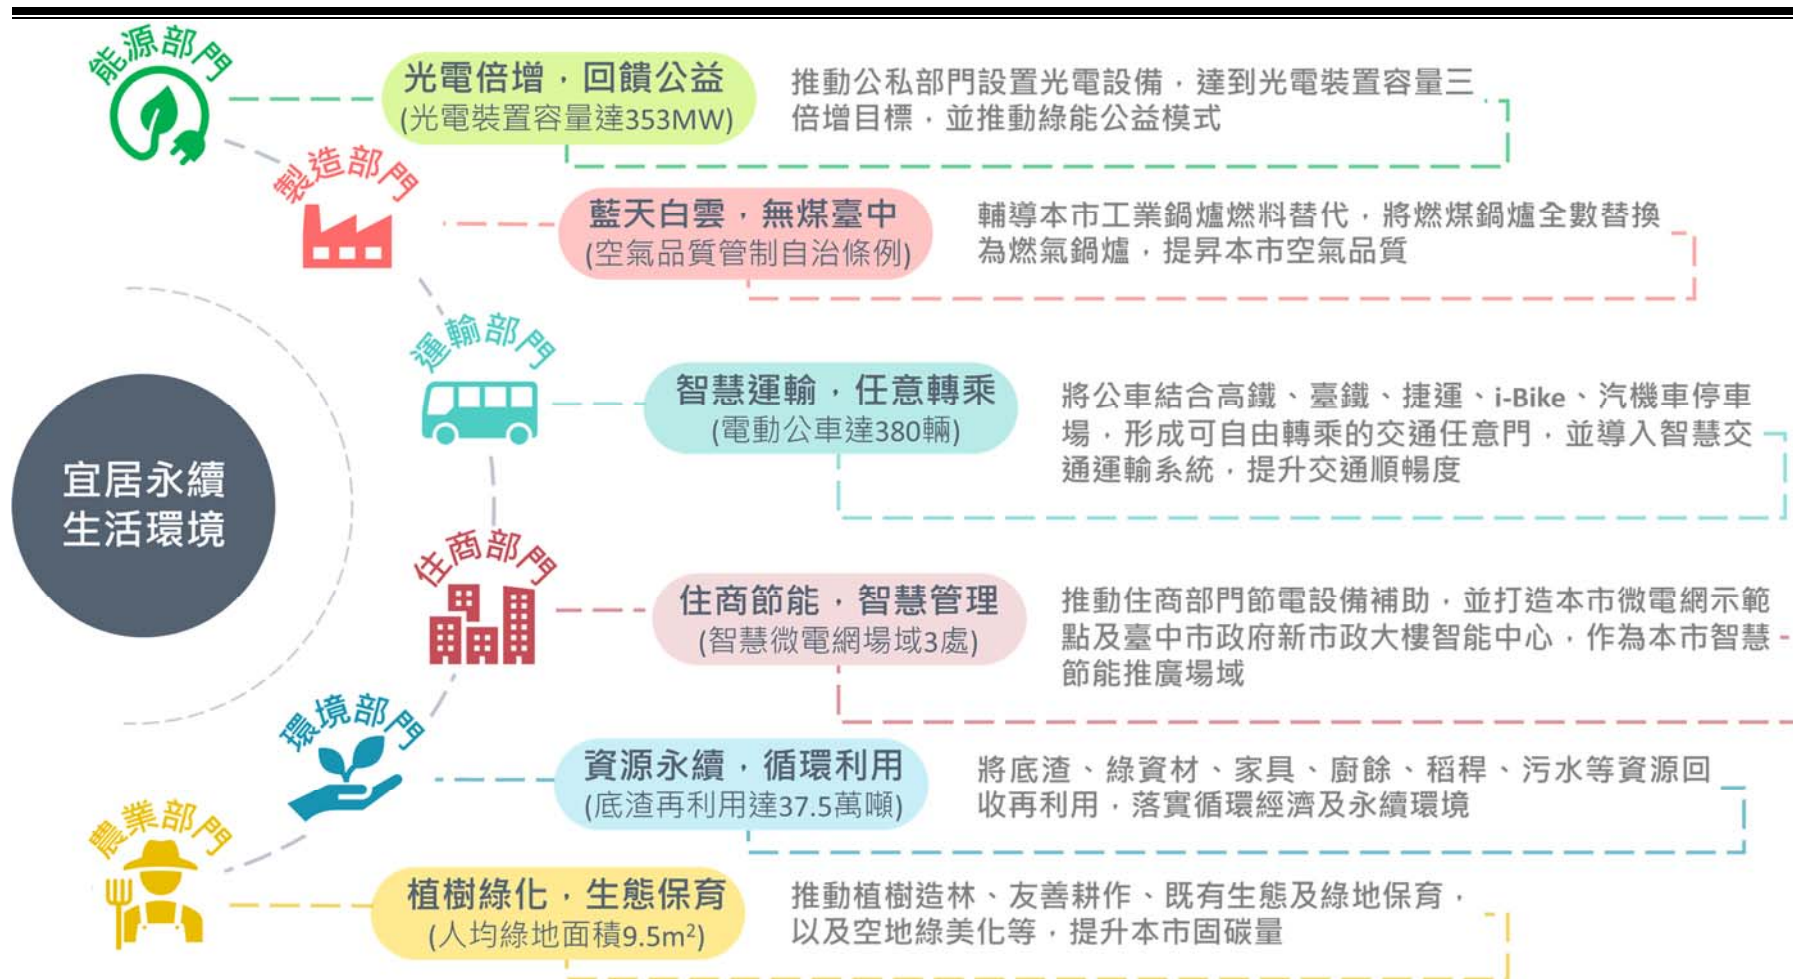 能源部門
光電倍增，回饋公益
(光電裝置容量達353MW)
推動公私部門設置光電設備，達到光電裝置容量三
倍增目標，並推動綠能公益模式
製造部門
藍天白雲，無煤臺中
(空氣品質管制自治條例)
輔導本市工業鍋爐燃料替代，將燃煤鍋爐全數替換
為燃氣鍋爐，提昇本市空氣品質
運輸部門
智慧運輸，任意轉乘
(電動公車達380輛)
將公車結合高鐵、臺鐵、捷運、i-Bike、汽機車停車
場，形成可自由轉乘的交通任意門，並導入智慧交
通運輸系統，提升交通順暢度
宜居永續
生活環境
住商部門
住商節能，智慧管理
(智慧微電網場域3處)
推動住商部門節電設備補助，並打造本市微電網示範
點及臺中市政府新市政大樓智能中心，作為本市智慧
節能推廣場域
環境部門
資源永續，循環利用
(底渣再利用達37.5萬噸)
將底渣、綠資材、家具、廚餘、稻稈、污水等資源回
收再利用，落實循環經濟及永續環境
農業部門
植樹綠化，生態保育
(人均綠地面積9.5m²)
推動植樹造林、友善耕作、既有生態及綠地保育，
以及空地綠美化等，提升本市固碳量